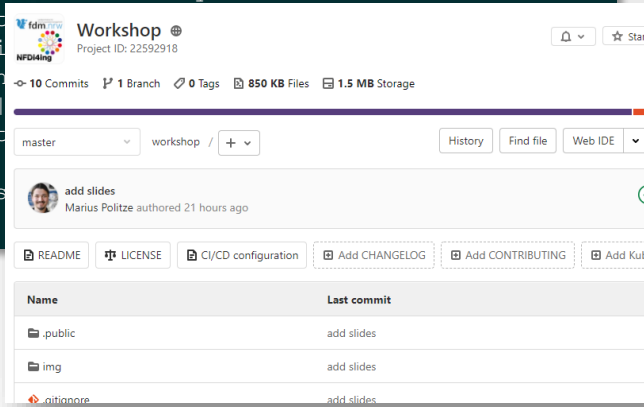 fdm.nrw
NFDI4ing
Workshop
Project ID: 22592918
Star
10 Commits 1 Branch 0 Tags 850 KB Files 1.5 MB Storage
master workshop / + History Find file Web IDE
add slides
Marius Politze authored 21 hours ago
README LICENSE CI/CD configuration Add CHANGELOG Add CONTRIBUTING Add Kub
Name Last commit
.public add slides
img add slides
.gitignore add slides